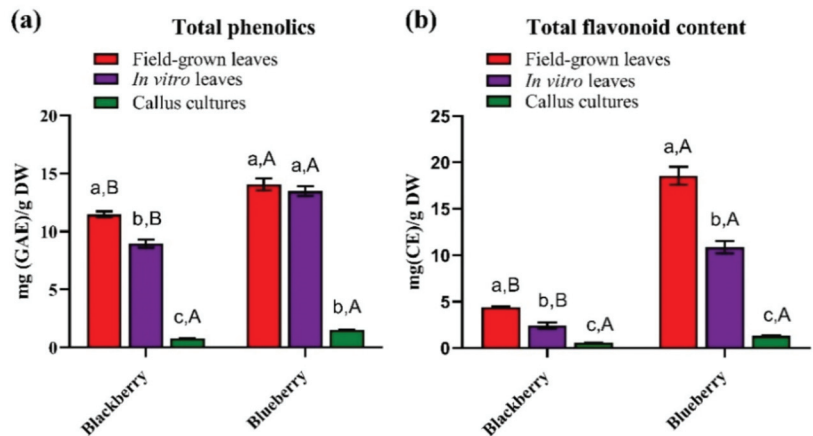 (a)
Total phenolics
Field-grown leaves
In vitro leaves
Callus cultures
mg (GAE)/g DW
20
15
10
5
0
a,B
b,B
c,A
a,A
a,A
b,A
Blackberry
Blueberry
(b)
Total flavonoid content
Field-grown leaves
In vitro leaves
Callus cultures
mg(CE)/g DW
25
20
15
10
5
0
a,B
b,B
c,A
a,A
b,A
c,A
Blackberry
Blueberry